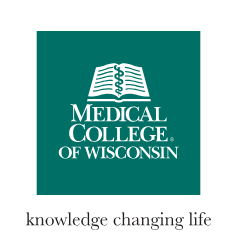 MEDICAL
COLLEGE®
OF WISCONSIN
knowledge changing life